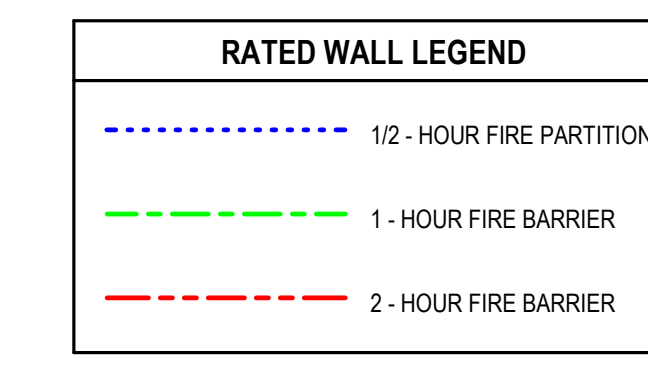 RATED WALL LEGEND
1/2 - HOUR FIRE PARTITION
1 - HOUR FIRE BARRIER
2 - HOUR FIRE BARRIER